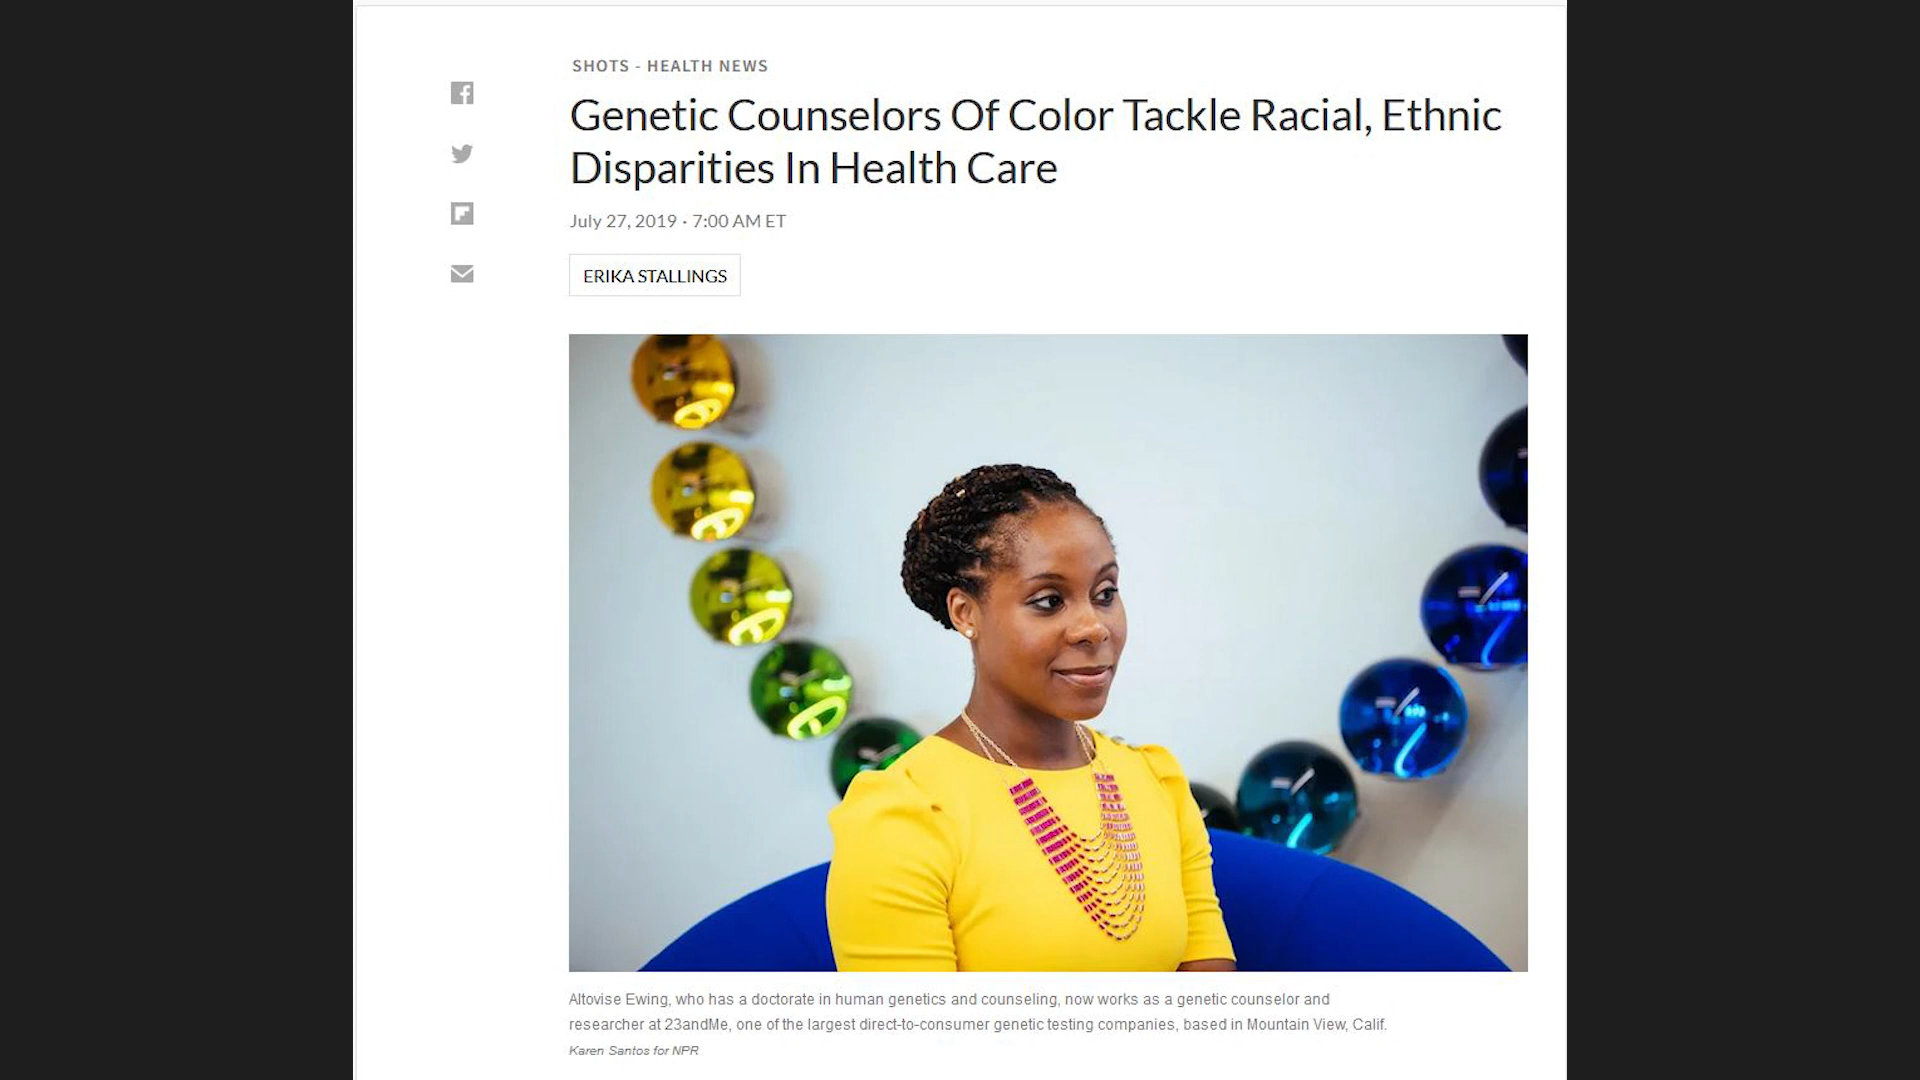 SHOTS - HEALTH NEWS
Genetic Counselors Of Color Tackle Racial, Ethnic
Disparities In Health Care
July 27, 2019 · 7:00 AM ET
ERIKA STALLINGS
Altovise Ewing, who has a doctorate in human genetics and counseling, now works as a genetic counselor and
researcher at 23andMe, one of the largest direct-to-consumer genetic testing companies, based in Mountain View, Calif.
Karen Santos for NPR